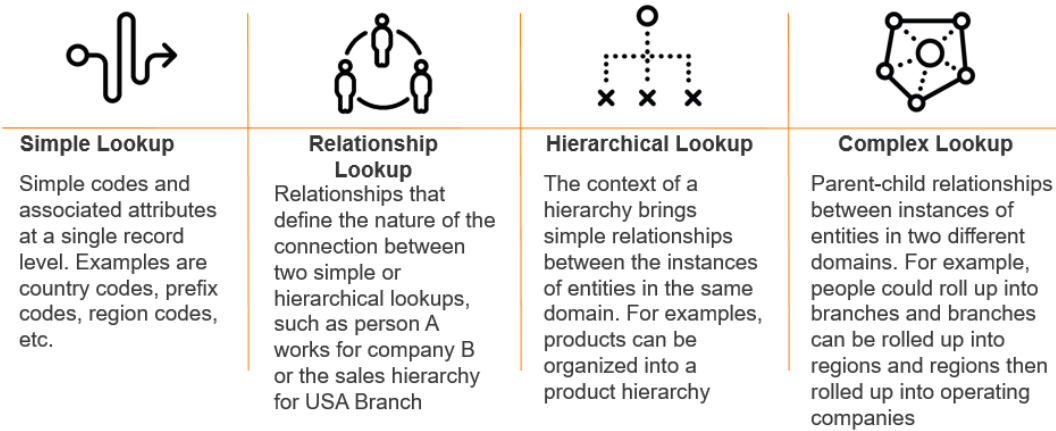 Simple Lookup
Simple codes and
associated attributes
at a single record
level. Examples are
country codes, prefix
codes, region codes,
etc.
Relationship
Lookup
Relationships that
define the nature of the
connection between
two simple or
hierarchical lookups,
such as person A
works for company B
or the sales hierarchy
for USA Branch
Hierarchical Lookup
The context of a
hierarchy brings
simple relationships
between the instances
of entities in the same
domain. For examples,
products can be
organized into a
product hierarchy
Complex Lookup
Parent-child relationships
between instances of
entities in two different
domains. For example,
people could roll up into
branches and branches
can be rolled up into
regions and regions then
rolled up into operating
companies